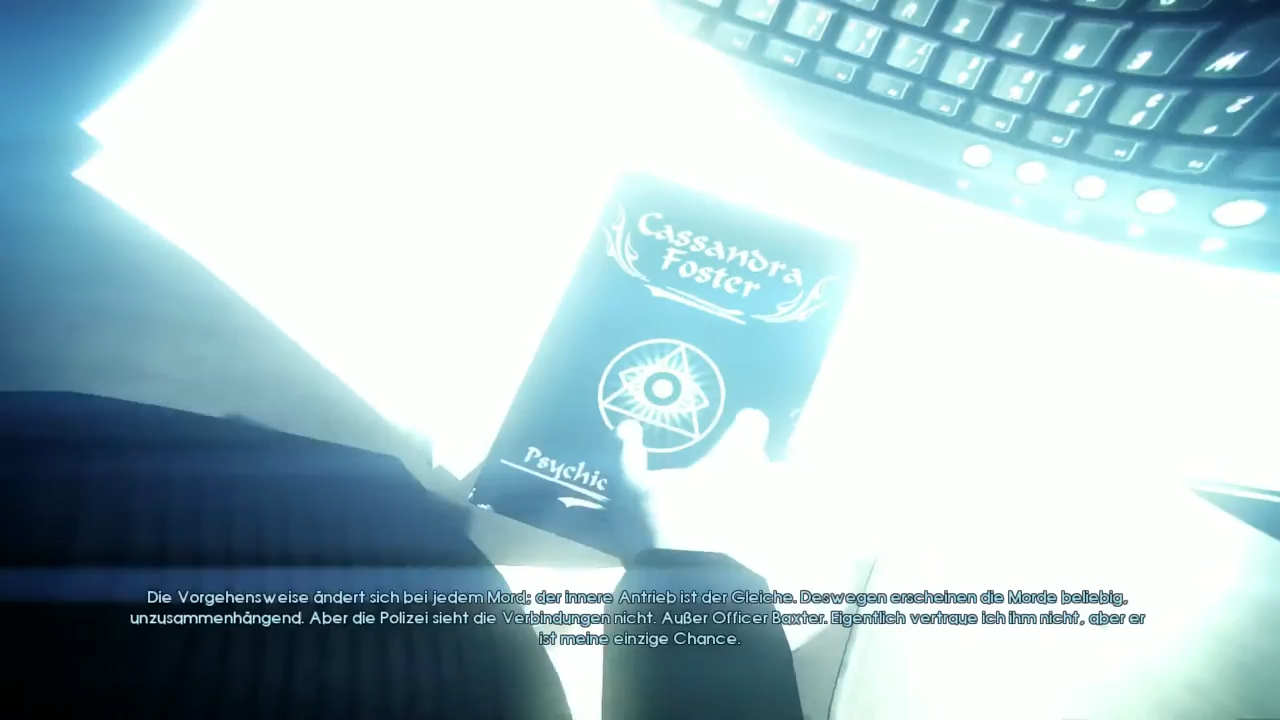 Cassandra
Foster
Psychic
Die Vorgehensweise ändert sich bei jedem Mord; der innere Antrieb ist der Gleiche. Deswegen erscheinen die Morde beliebig,
unzusammenhängend. Aber die Polizei sieht die Verbindungen nicht. Außer Officer Baxter. Eigentlich vertraue ich ihm nicht, aber er
ist meine einzige Chance.